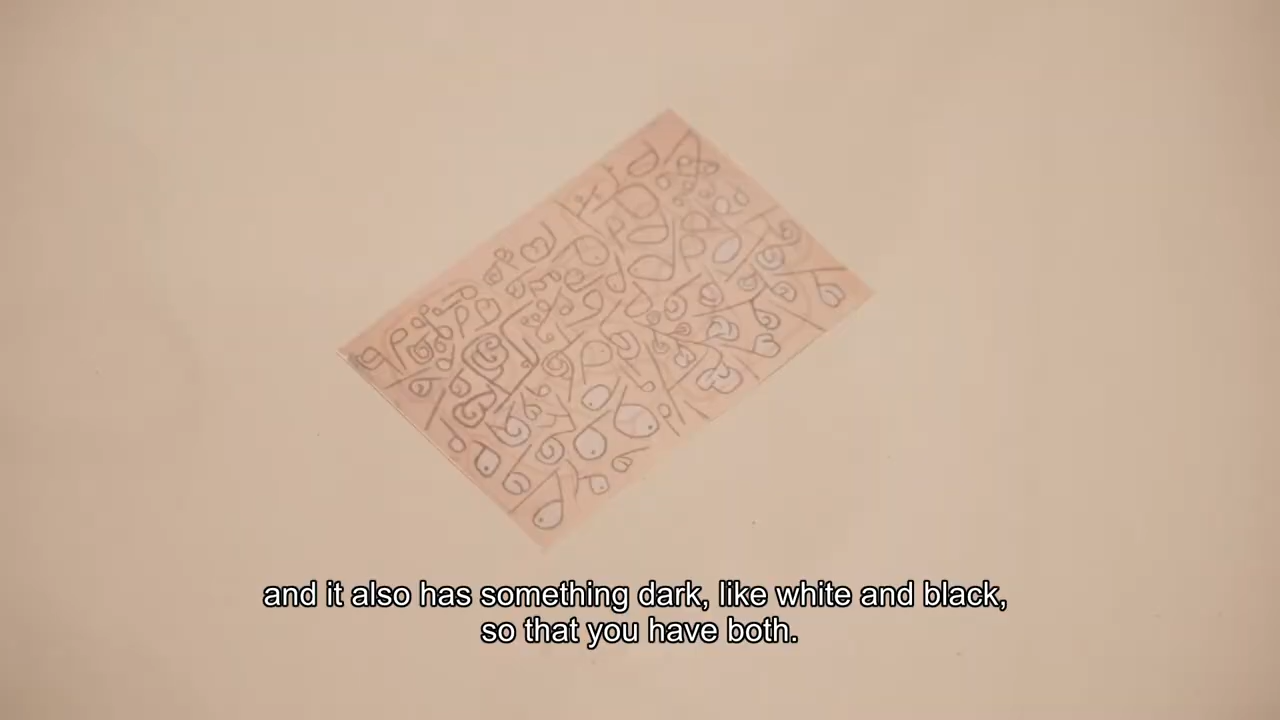 and it also has something dark, like white and black,
so that you have both.